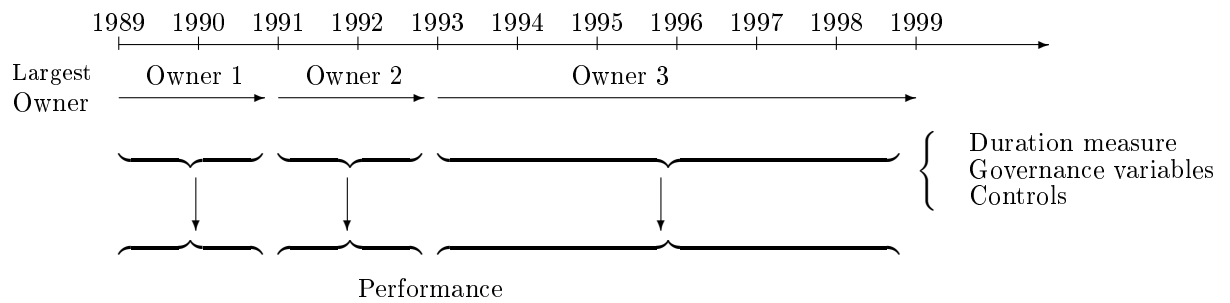 1989 1990 1991 1992 1993 1994 1995 1996 1997 1998 1999
Largest
Owner
Owner 1 Owner 2 Owner 3
Duration measure
Governance variables
Controls
Performance